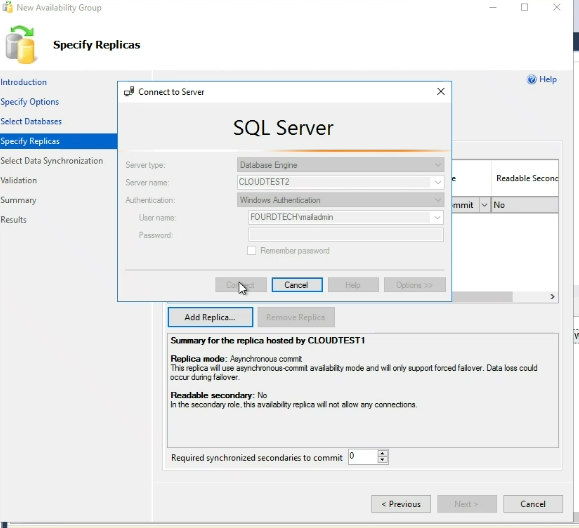 New Availability Group
Specify Replicas
Help
Introduction
Specify Options
Select Databases
Specify Replicas
Select Data Synchronization
Validation
Summary
Results
Connect to Server
SQL Server
Server type: Database Engine
Server name: CLOUDTEST2
Authentication: Windows Authentication
User name: FOURDTECH\mailadmin
Password:
Remember password
Connect Cancel Help Options >>
Readable Second
mmit No
Add Replica... Remove Replica
Summary for the replica hosted by CLOUDTEST1
Replica mode: Asynchronous commit
This replica will use asynchronous-commit availability mode and will only support forced failover. Data loss could
occur during failover.
Readable secondary: No
In the secondary role, this availability replica will not allow any connections.
Required synchronized secondaries to commit 0
< Previous Next > Cancel